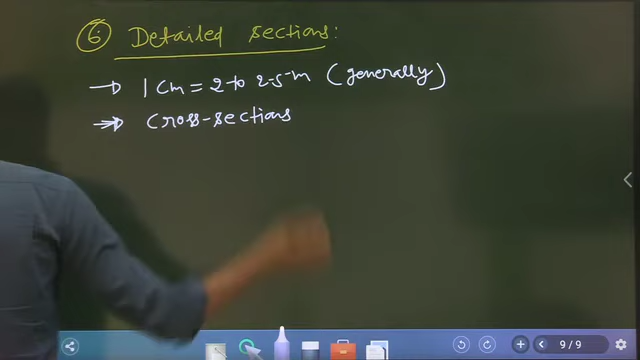 ⑥ Detailed sections:
→ 1 cm = 2 to 2.5 m (generally)
→ cross-sections
9/9